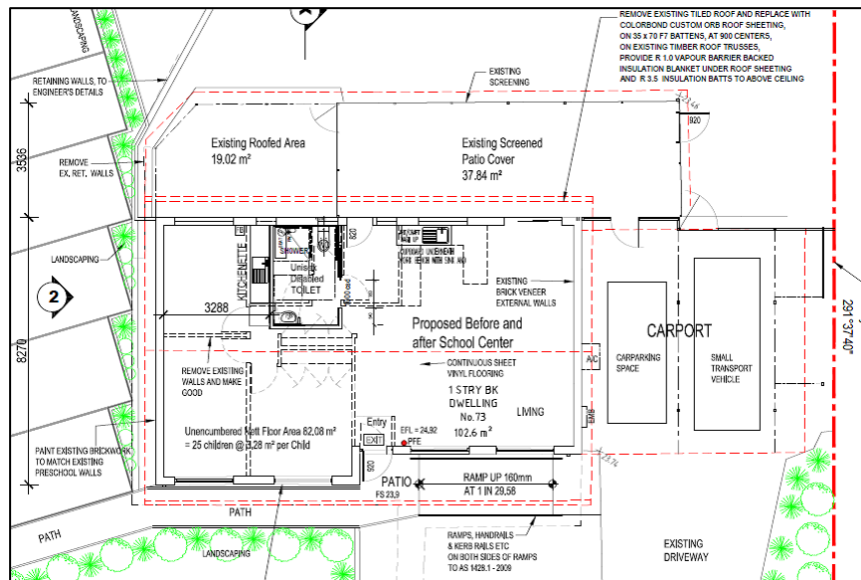 REMOVE EXISTING TILED ROOF AND REPLACE WITH
COLORBOND CUSTOM ORB ROOF SHEETING,
ON 35 x 70 F7 BATTENS, AT 900 CENTERS,
ON EXISTING TIMBER ROOF TRUSSES,
PROVIDE R 1.0 VAPOUR BARRIER BACKED
INSULATION BLANKET UNDER ROOF SHEETING
AND R 3.5 INSULATION BATTS TO ABOVE CEILING
LANDSCAPING
RETAINING WALLS, TO
ENGINEER'S DETAILS
EXISTING
SCREENING
920
3536
Existing Roofed Area
19.02 m²
Existing Screened
Patio Cover
37.84 m²
REMOVE
EX. RET. WALLS
LANDSCAPING
2
8270
KITCHENETTE
SHOWER
Unisex
Disabled
TOILET
820
3288
EXISTING
BRICK VENEER
EXTERNAL WALLS
Proposed Before and
after School Center
CARPORT
CARPARKING
SPACE
SMALL
TRANSPORT
VEHICLE
291°37'40"
A/C
REMOVE EXISTING
WALLS AND MAKE
GOOD
CONTINUOUS SHEET
VINYL FLOORING
1 STRY BK
DWELLING
No.73
102.6 m²
LIVING
Unencumbered Nett Floor Area 82.08 m²
= 25 children @ 3.28 m² per Child
Entry
EXIT
EFL = 24,92
PFE
EMB
PAINT EXISTING BRICKWORK
TO MATCH EXISTING
PRESCHOOL WALLS
920
PATIO
FS 23,9
RAMP UP 160mm
AT 1 IN 29,58
23.74
PATH
PATH
LANDSCAPING
RAMPS, HANDRAILS
& KERB RAILS ETC
ON BOTH SIDES OF RAMPS
TO AS 1428.1 - 2009
EXISTING
DRIVEWAY